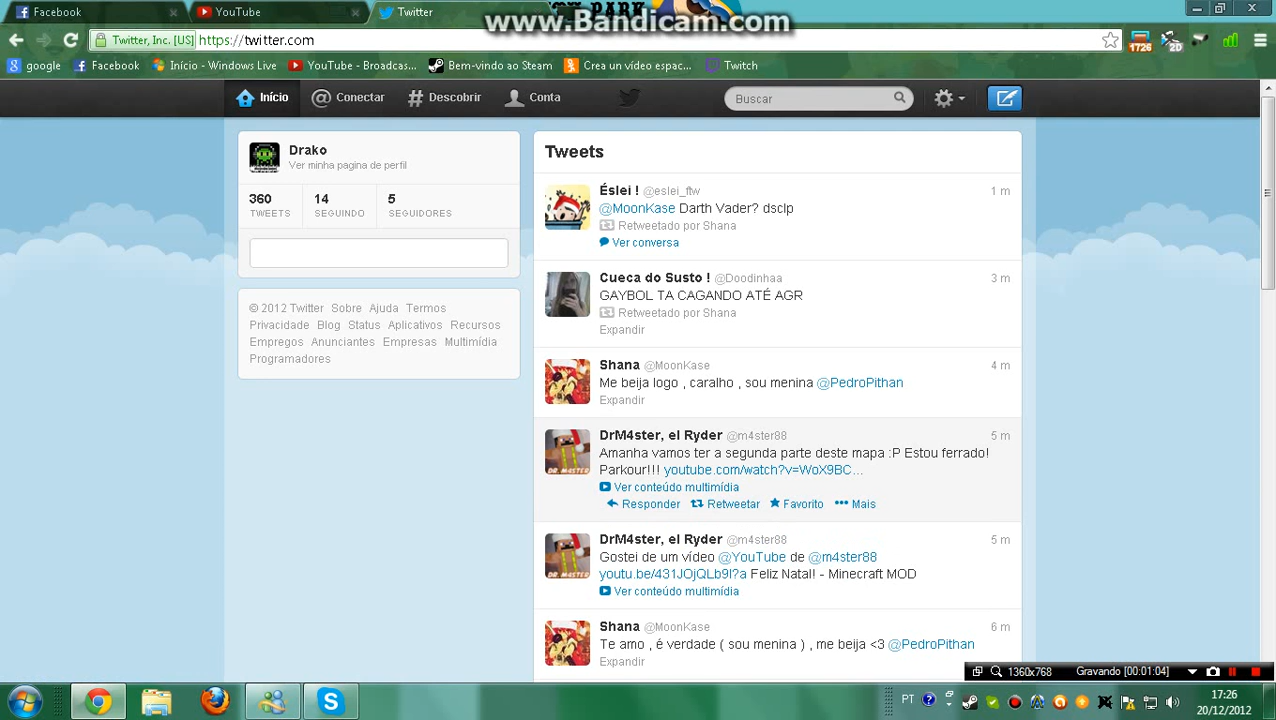 Facebook
YouTube
Twitter
www.Bandicam.com
Twitter, Inc. [US] https://twitter.com
1726
google Facebook Início - Windows Live YouTube - Broadcas... Bem-vindo ao Steam Crea un vídeo espac... Twitch
Início Conectar Descobrir Conta
Buscar
Drako
Ver minha pagina de perfil
360 14 5
TWEETS SEGUINDO SEGUIDORES
© 2012 Twitter Sobre Ajuda Termos
Privacidade Blog Status Aplicativos Recursos
Empregos Anunciantes Empresas Multimídia
Programadores
Tweets
Éslei ! @eslei_ftw 1 m
@MoonKase Darth Vader? dsclp
Retweetado por Shana
Ver conversa
Cueca do Susto ! @Doodinhaa 3 m
GAYBOL TA CAGANDO ATÉ AGR
Retweetado por Shana
Expandir
Shana @MoonKase 4 m
Me beija logo , caralho , sou menina @PedroPithan
Expandir
DrM4ster, el Ryder @m4ster88 5 m
Amanha vamos ter a segunda parte deste mapa :P Estou ferrado!
Parkour!!! youtube.com/watch?v=WoX9BC...
Ver conteúdo multimídia
Responder Retweetar Favorito Mais
DrM4ster, el Ryder @m4ster88 5 m
Gostei de um vídeo @YouTube de @m4ster88
youtu.be/431JOjQLb9I?a Feliz Natal! - Minecraft MOD
Ver conteúdo multimídia
Shana @MoonKase 6 m
Te amo , é verdade ( sou menina ) , me beija <3 @PedroPithan
Expandir
1360x768 Gravando [00:01:04]
PT
17:26
20/12/2012